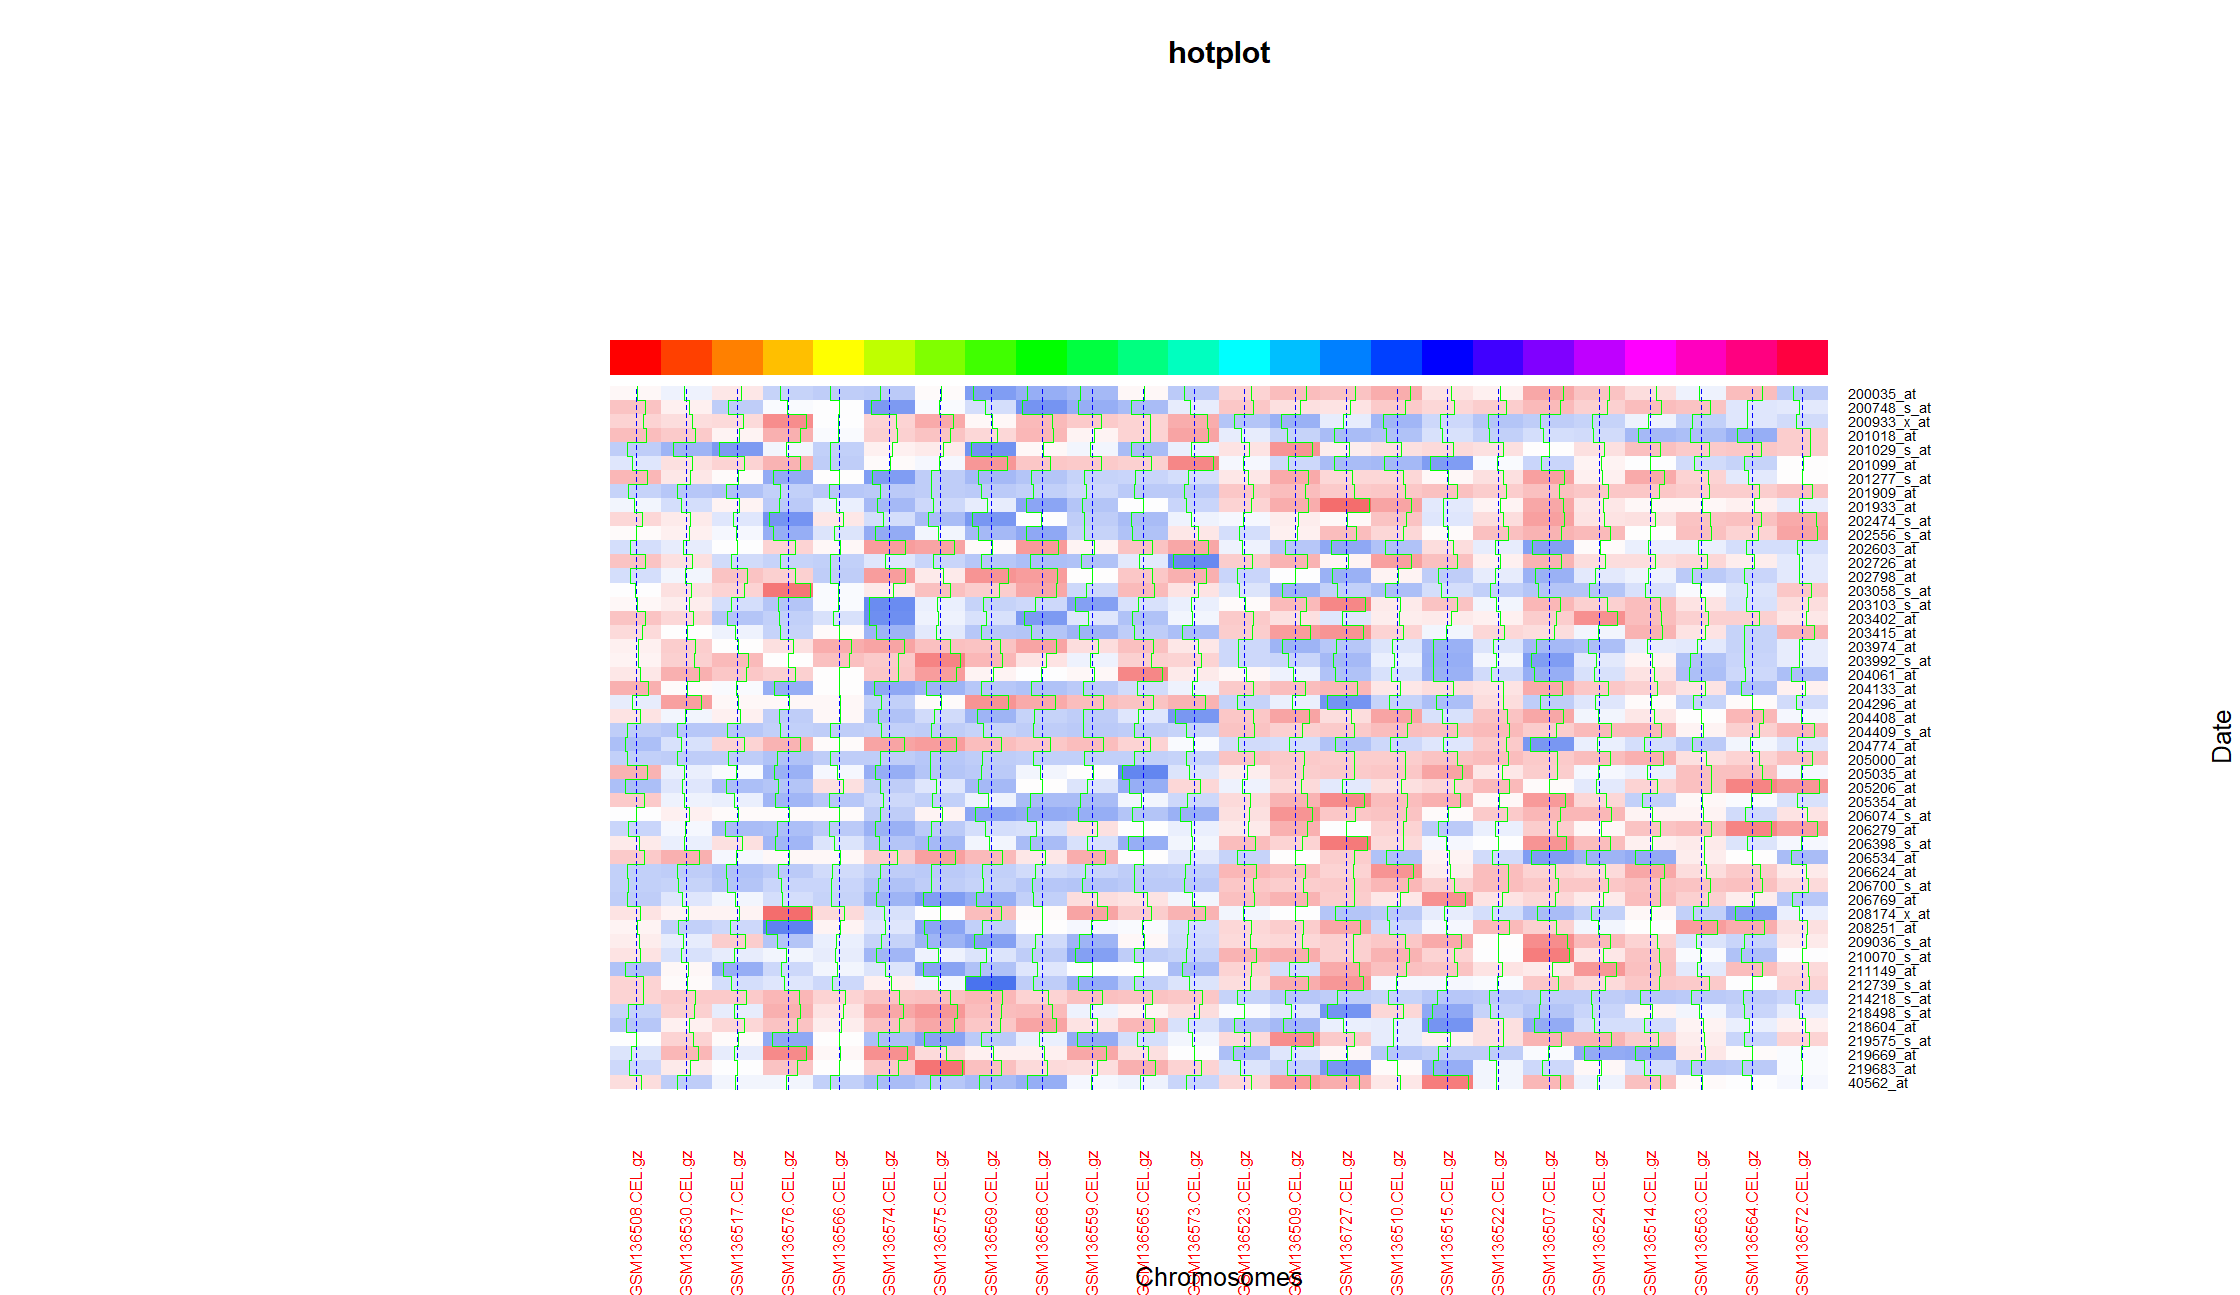 hotplot
200035_at
200748_s_at
200933_x_at
201018_at
201029_s_at
201099_at
201277_s_at
201909_at
201933_at
202474_s_at
202556_s_at
202603_at
202726_at
202798_at
203058_s_at
203103_s_at
203402_at
203415_at
203974_at
203992_s_at
204061_at
204133_at
204296_at
204408_at
204409_s_at
204774_at
205000_at
205035_at
205206_at
205354_at
206074_s_at
206279_at
206398_s_at
206534_at
206624_at
206700_s_at
206769_at
208174_x_at
208251_at
209036_s_at
210070_s_at
211149_at
212739_s_at
214218_s_at
218498_s_at
218604_at
219575_s_at
219669_at
219683_at
40562_at
Date
GSM136508.CEL.gz
GSM136530.CEL.gz
GSM136517.CEL.gz
GSM136576.CEL.gz
GSM136566.CEL.gz
GSM136574.CEL.gz
GSM136575.CEL.gz
GSM136569.CEL.gz
GSM136568.CEL.gz
GSM136559.CEL.gz
GSM136565.CEL.gz
GSM136573.CEL.gz
GSM136523.CEL.gz
GSM136509.CEL.gz
GSM136727.CEL.gz
GSM136510.CEL.gz
GSM136515.CEL.gz
GSM136522.CEL.gz
GSM136507.CEL.gz
GSM136524.CEL.gz
GSM136514.CEL.gz
GSM136563.CEL.gz
GSM136564.CEL.gz
GSM136572.CEL.gz
Chromosomes